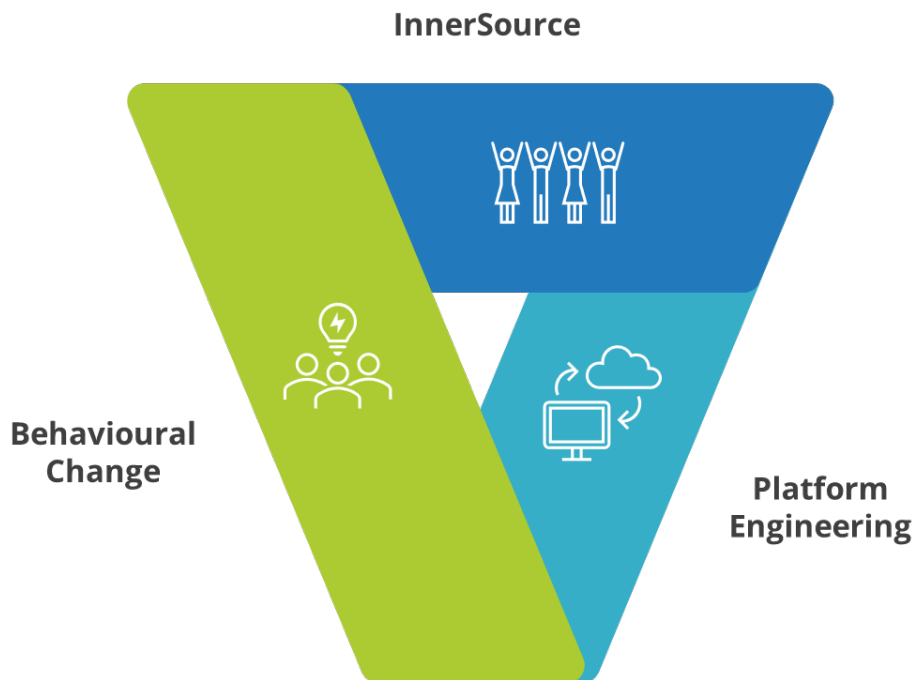 InnerSource
Behavioural
Change
Platform
Engineering